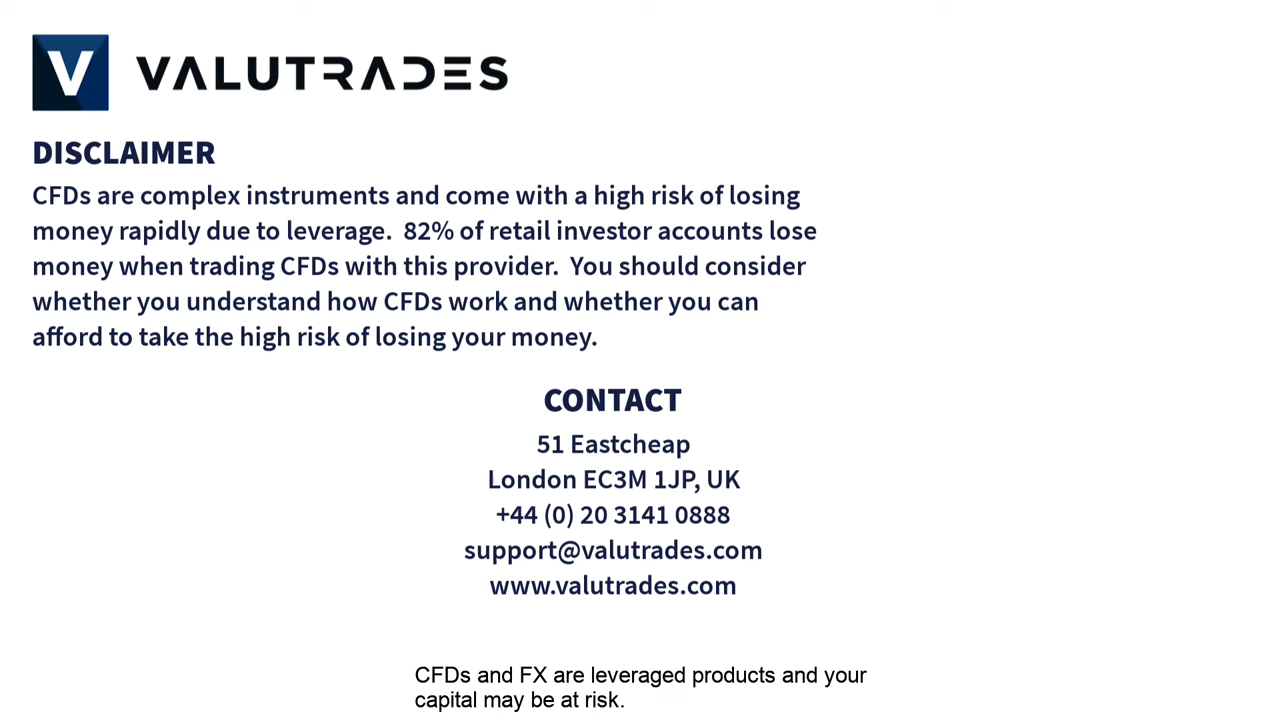 V VALUTRADES
DISCLAIMER
CFDs are complex instruments and come with a high risk of losing
money rapidly due to leverage.  82% of retail investor accounts lose
money when trading CFDs with this provider.  You should consider
whether you understand how CFDs work and whether you can
afford to take the high risk of losing your money.
CONTACT
51 Eastcheap
London EC3M 1JP, UK
+44 (0) 20 3141 0888
support@valutrades.com
www.valutrades.com
CFDs and FX are leveraged products and your
capital may be at risk.